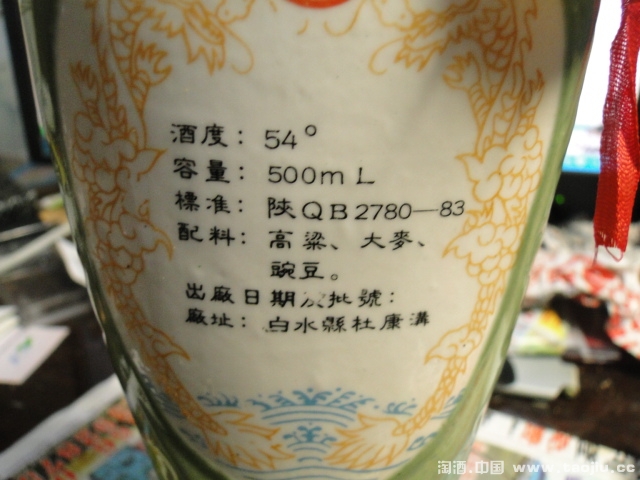 酒度：54°
容量：500mL
標准：陝QB2780—83
配料：高粱、大麥、
豌豆。
出廠日期及批號：
廠址：白水縣杜康溝
淘酒.中国 www.taojiu.cc